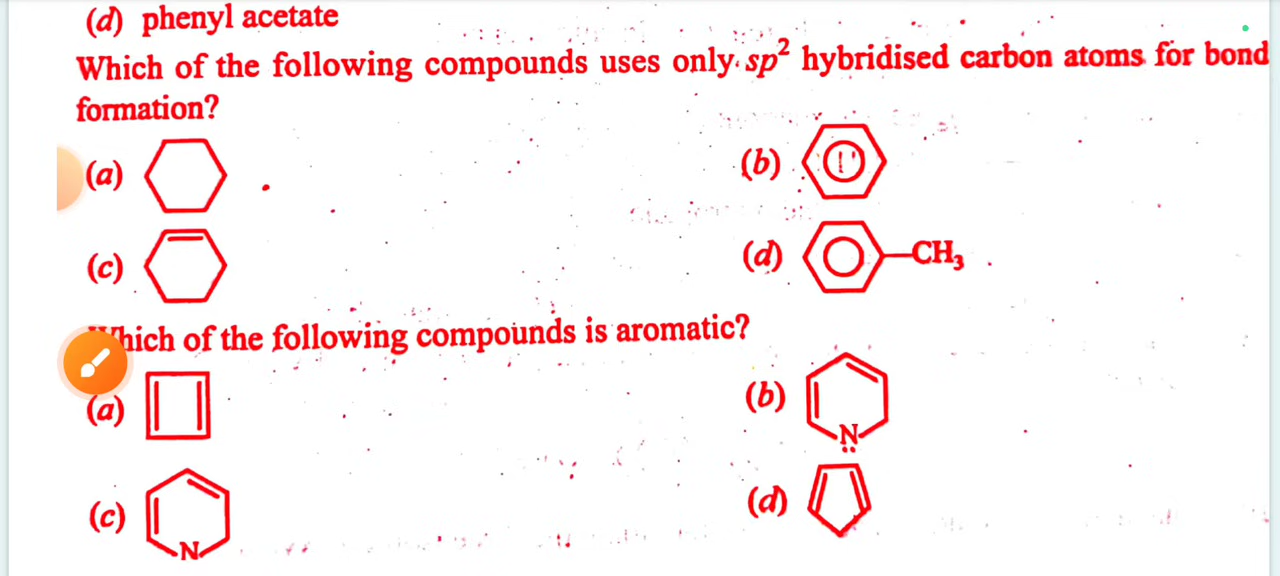 (d) phenyl acetate
Which of the following compounds uses only sp² hybridised carbon atoms for bond
formation?
(a)
(b)
(c)
(d) CH₃
hich of the following compounds is aromatic?
(a)
(b) N
(c) N
(d)